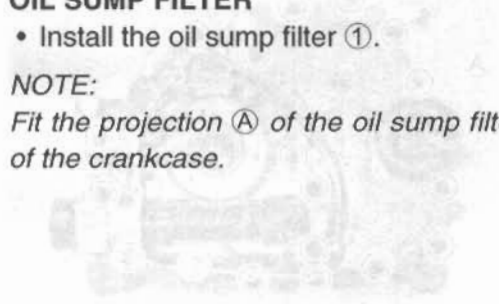 OIL SUMP FILTER
• Install the oil sump filter ①.
NOTE:
Fit the projection Ⓐ of the oil sump filt
of the crankcase.